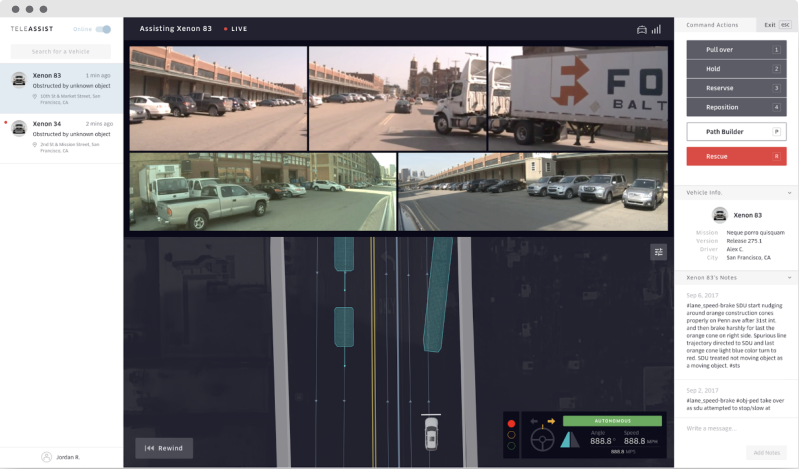 TELEASSIST
Online
Search for a Vehicle
Xenon 83
1 min ago
Obstructed by unknown object
10th St & Market Street, San
Francisco, CA
Xenon 34
2 mins ago
Obstructed by unknown object
2nd St & Mission Street, San
Francisco, CA
Jordan R.
Assisting Xenon 83
LIVE
FO
BALT
Rewind
AUTONOMOUS
Angle
888.8 °
Speed
888.8 MPH
888.8 MPS
Command Actions
Exit esc
Pull over 1
Hold 2
Reservse 3
Reposition 4
Path Builder P
Rescue
Vehicle Info.
Xenon 83
Mission Neque porro quisquam
Version Release 275.1
Driver Alex C.
City San Francisco, CA
Xenon 83's Notes
Sep 6, 2017
#lane_speed-brake SDU start nudging
around orange construction cones
properly on Penn ave after 31st int.
and then brake harshly for last the
orange cone on right side. Spurious line
trajectory directed to SDU and last
orange cone light blue color turn to
red. SDU treated not moving object as
a moving object. #sts
Sep 2, 2017
#lane_speed-brake #obj-ped take over
as sdu attempted to stop/slow at
Write a message...
Add Notes